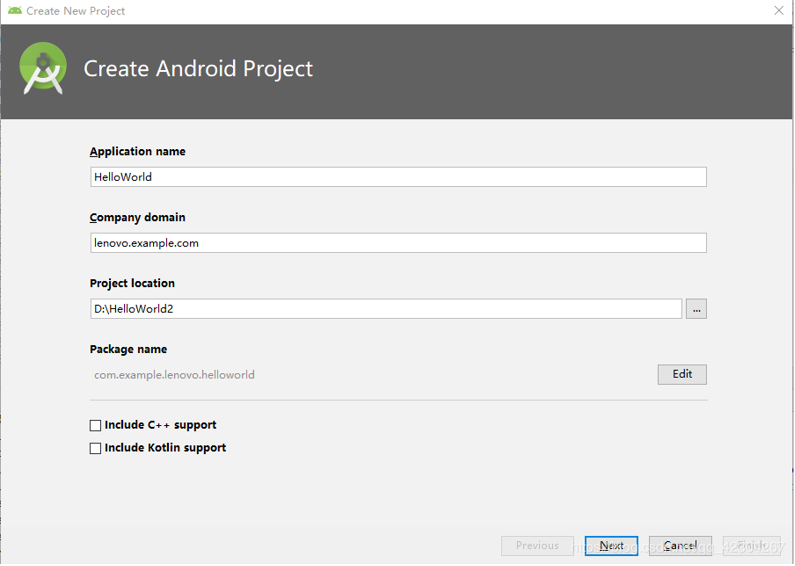 Create New Project
Create Android Project
Application name
HelloWorld
Company domain
lenovo.example.com
Project location
D:\HelloWorld2
...
Package name
com.example.lenovo.helloworld
Edit
Include C++ support
Include Kotlin support
Previous
Next
Cancel
Finish